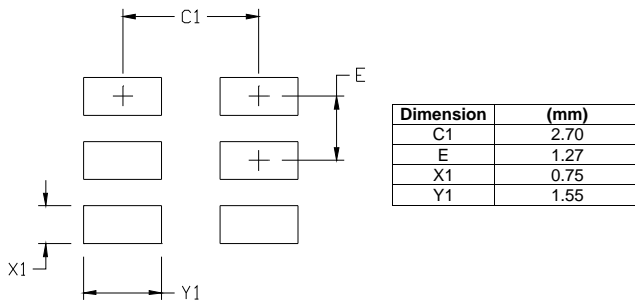 C1
E
X1
Y1
Dimension (mm)
C1 2.70
E 1.27
X1 0.75
Y1 1.55